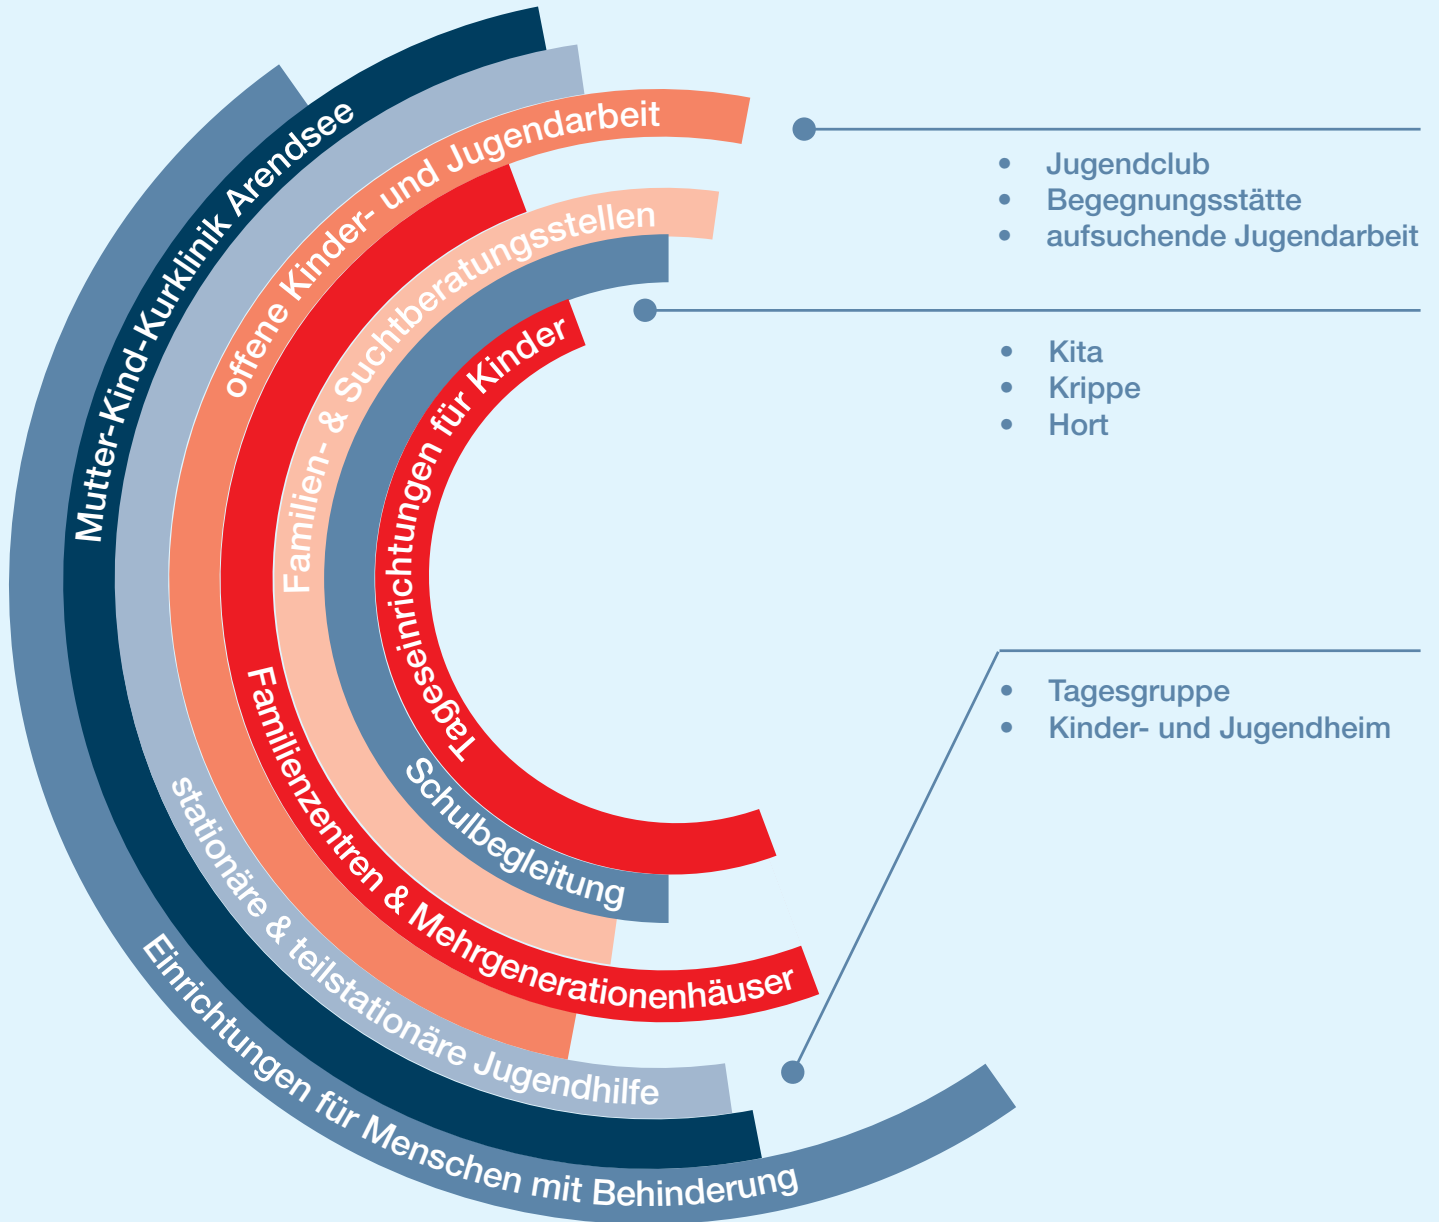 Mutter-Kind-Kurklinik Arendsee
offene Kinder- und Jugendarbeit
Familien- & Suchtberatungsstellen
Tageseinrichtungen für Kinder
Schulbegleitung
Familienzentren & Mehrgenerationenhäuser
stationäre & teilstationäre Jugendhilfe
Einrichtungen für Menschen mit Behinderung
• Jugendclub
• Begegnungsstätte
• aufsuchende Jugendarbeit
• Kita
• Krippe
• Hort
• Tagesgruppe
• Kinder- und Jugendheim